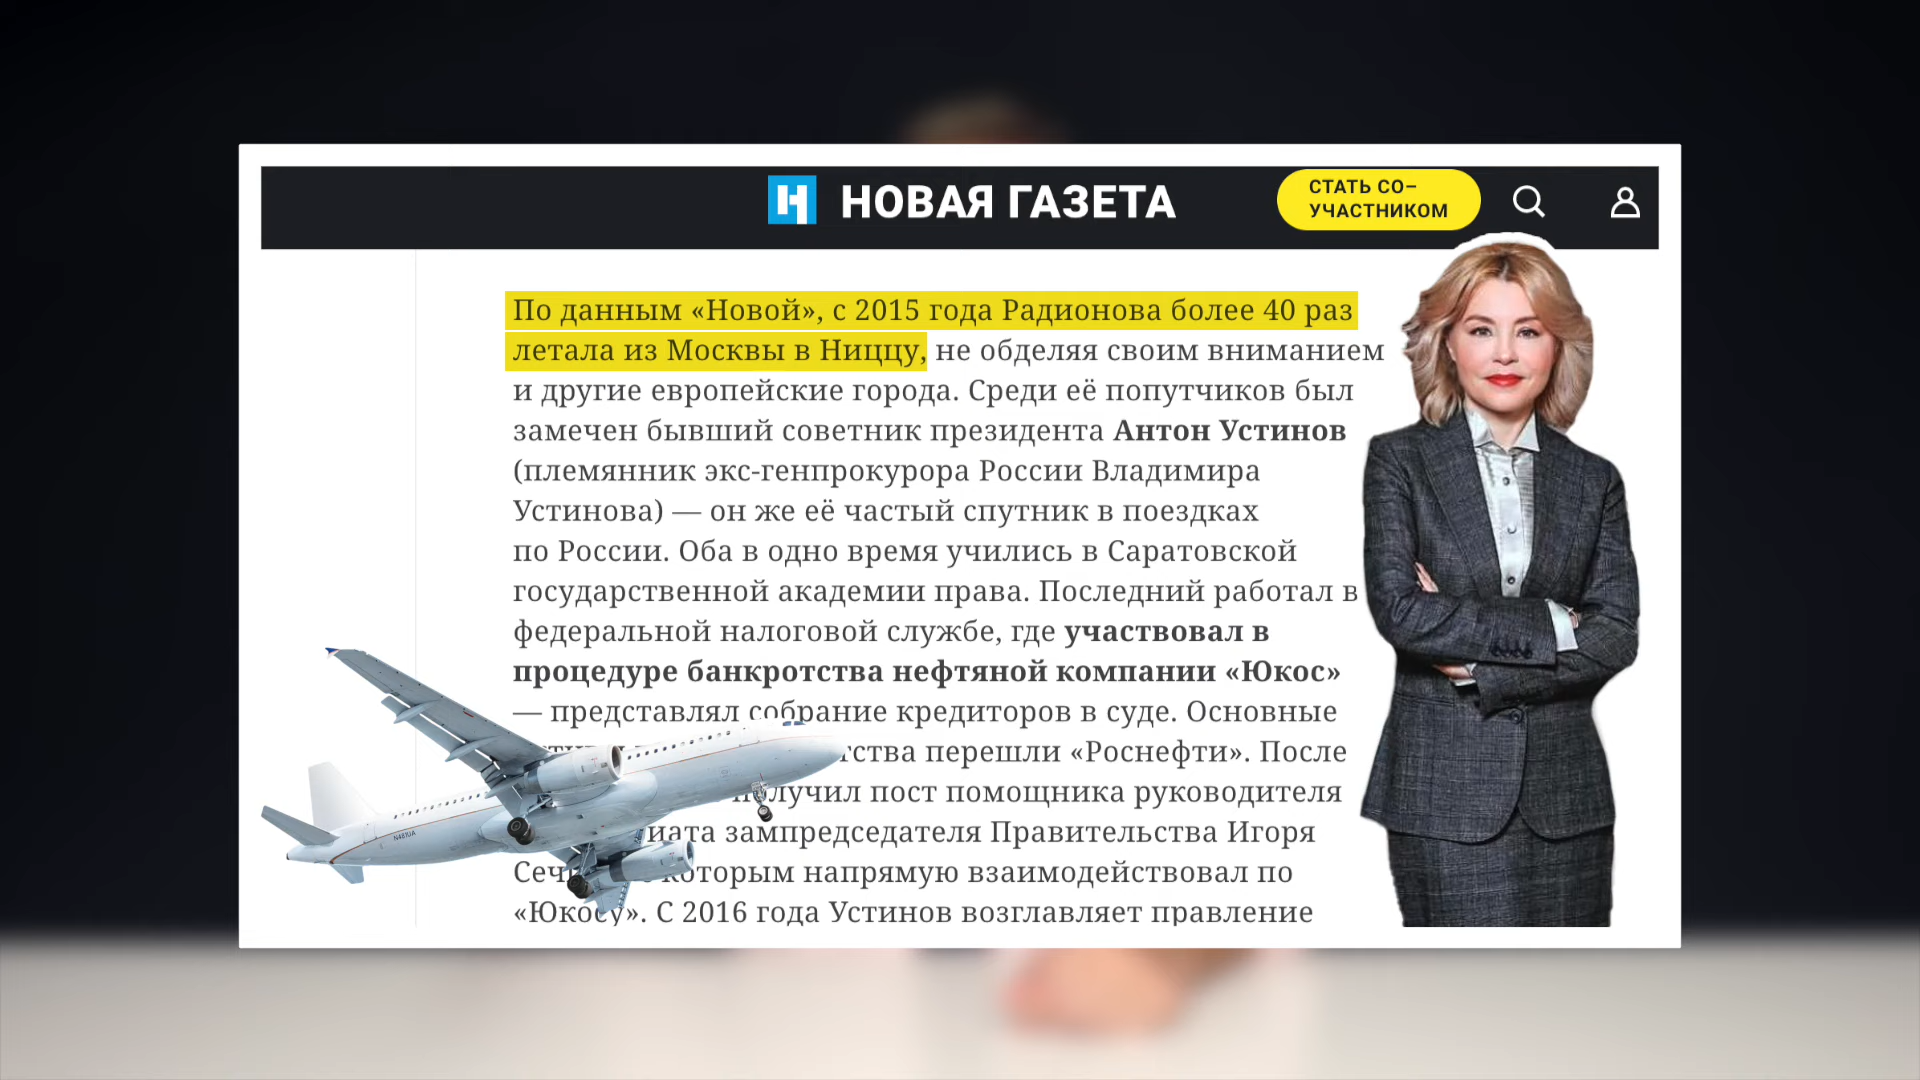 НОВАЯ ГАЗЕТА
СТАТЬ СО–
УЧАСТНИКОМ
По данным «Новой», с 2015 года Радионова более 40 раз
летала из Москвы в Ниццу, не обделяя своим вниманием
и другие европейские города. Среди её попутчиков был
замечен бывший советник президента Антон Устинов
(племянник экс-генпрокурора России Владимира
Устинова) — он же её частый спутник в поездках
по России. Оба в одно время учились в Саратовской
государственной академии права. Последний работал в
федеральной налоговой службе, где участвовал в
процедуре банкротства нефтяной компании «Юкос»
— представлял собрание кредиторов в суде. Основные
перешли «Роснефти». После
получил пост помощника руководителя
зампредседателя Правительства Игоря
которым напрямую взаимодействовал по
«Юкосу». С 2016 года Устинов возглавляет правление
N481UA